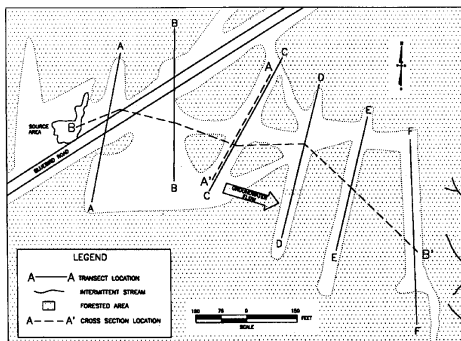 B
A
C
A
D
SOURCE
AREA
B
E
F
BLUEBIRD ROAD
B
A'
C
GROUNDWATER
FLOW
A
D
E
B'
F
LEGEND
A A TRANSECT LOCATION
INTERMITTENT STREAM
FORESTED AREA
A A' CROSS SECTION LOCATION
150 75 0 150
FEET
SCALE